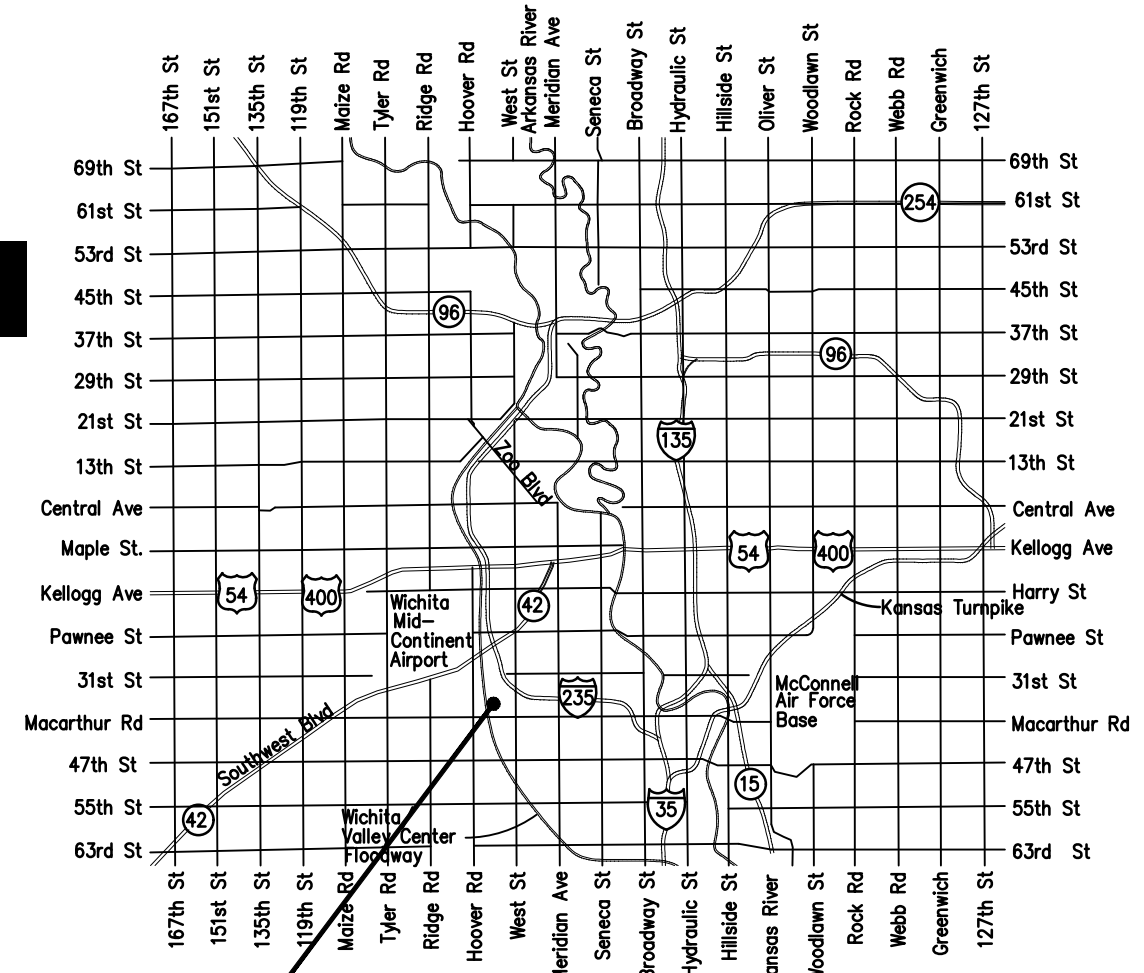 167th St
151st St
135th St
119th St
Maize Rd
Tyler Rd
Ridge Rd
Hoover Rd
West St
Arkansas River
Meridian Ave
Seneca St
Broadway St
Hydraulic St
Hillside St
Oliver St
Woodlawn St
Rock Rd
Webb Rd
Greenwich
127th St
69th St
69th St
61st St
254
61st St
53rd St
53rd St
45th St
45th St
96
37th St
37th St
96
29th St
29th St
21st St
21st St
135
13th St
13th St
Zoo Blvd
Central Ave
Central Ave
Maple St.
54
400
Kellogg Ave
Kellogg Ave
54
400
Harry St
Wichita
Mid-
Continent
Airport
42
Kansas Turnpike
Pawnee St
Pawnee St
31st St
31st St
235
McConnell
Air Force
Base
Macarthur Rd
Macarthur Rd
Southwest Blvd
47th St
47th St
15
55th St
55th St
42
35
Wichita
Valley Center
Floodway
63rd St
63rd St
167th St
151st St
135th St
119th St
Maize Rd
Tyler Rd
Ridge Rd
Hoover Rd
West St
eridian Ave
Seneca St
Broadway St
Hydraulic St
Hillside St
ansas River
Woodlawn St
Rock Rd
Webb Rd
Greenwich
127th St